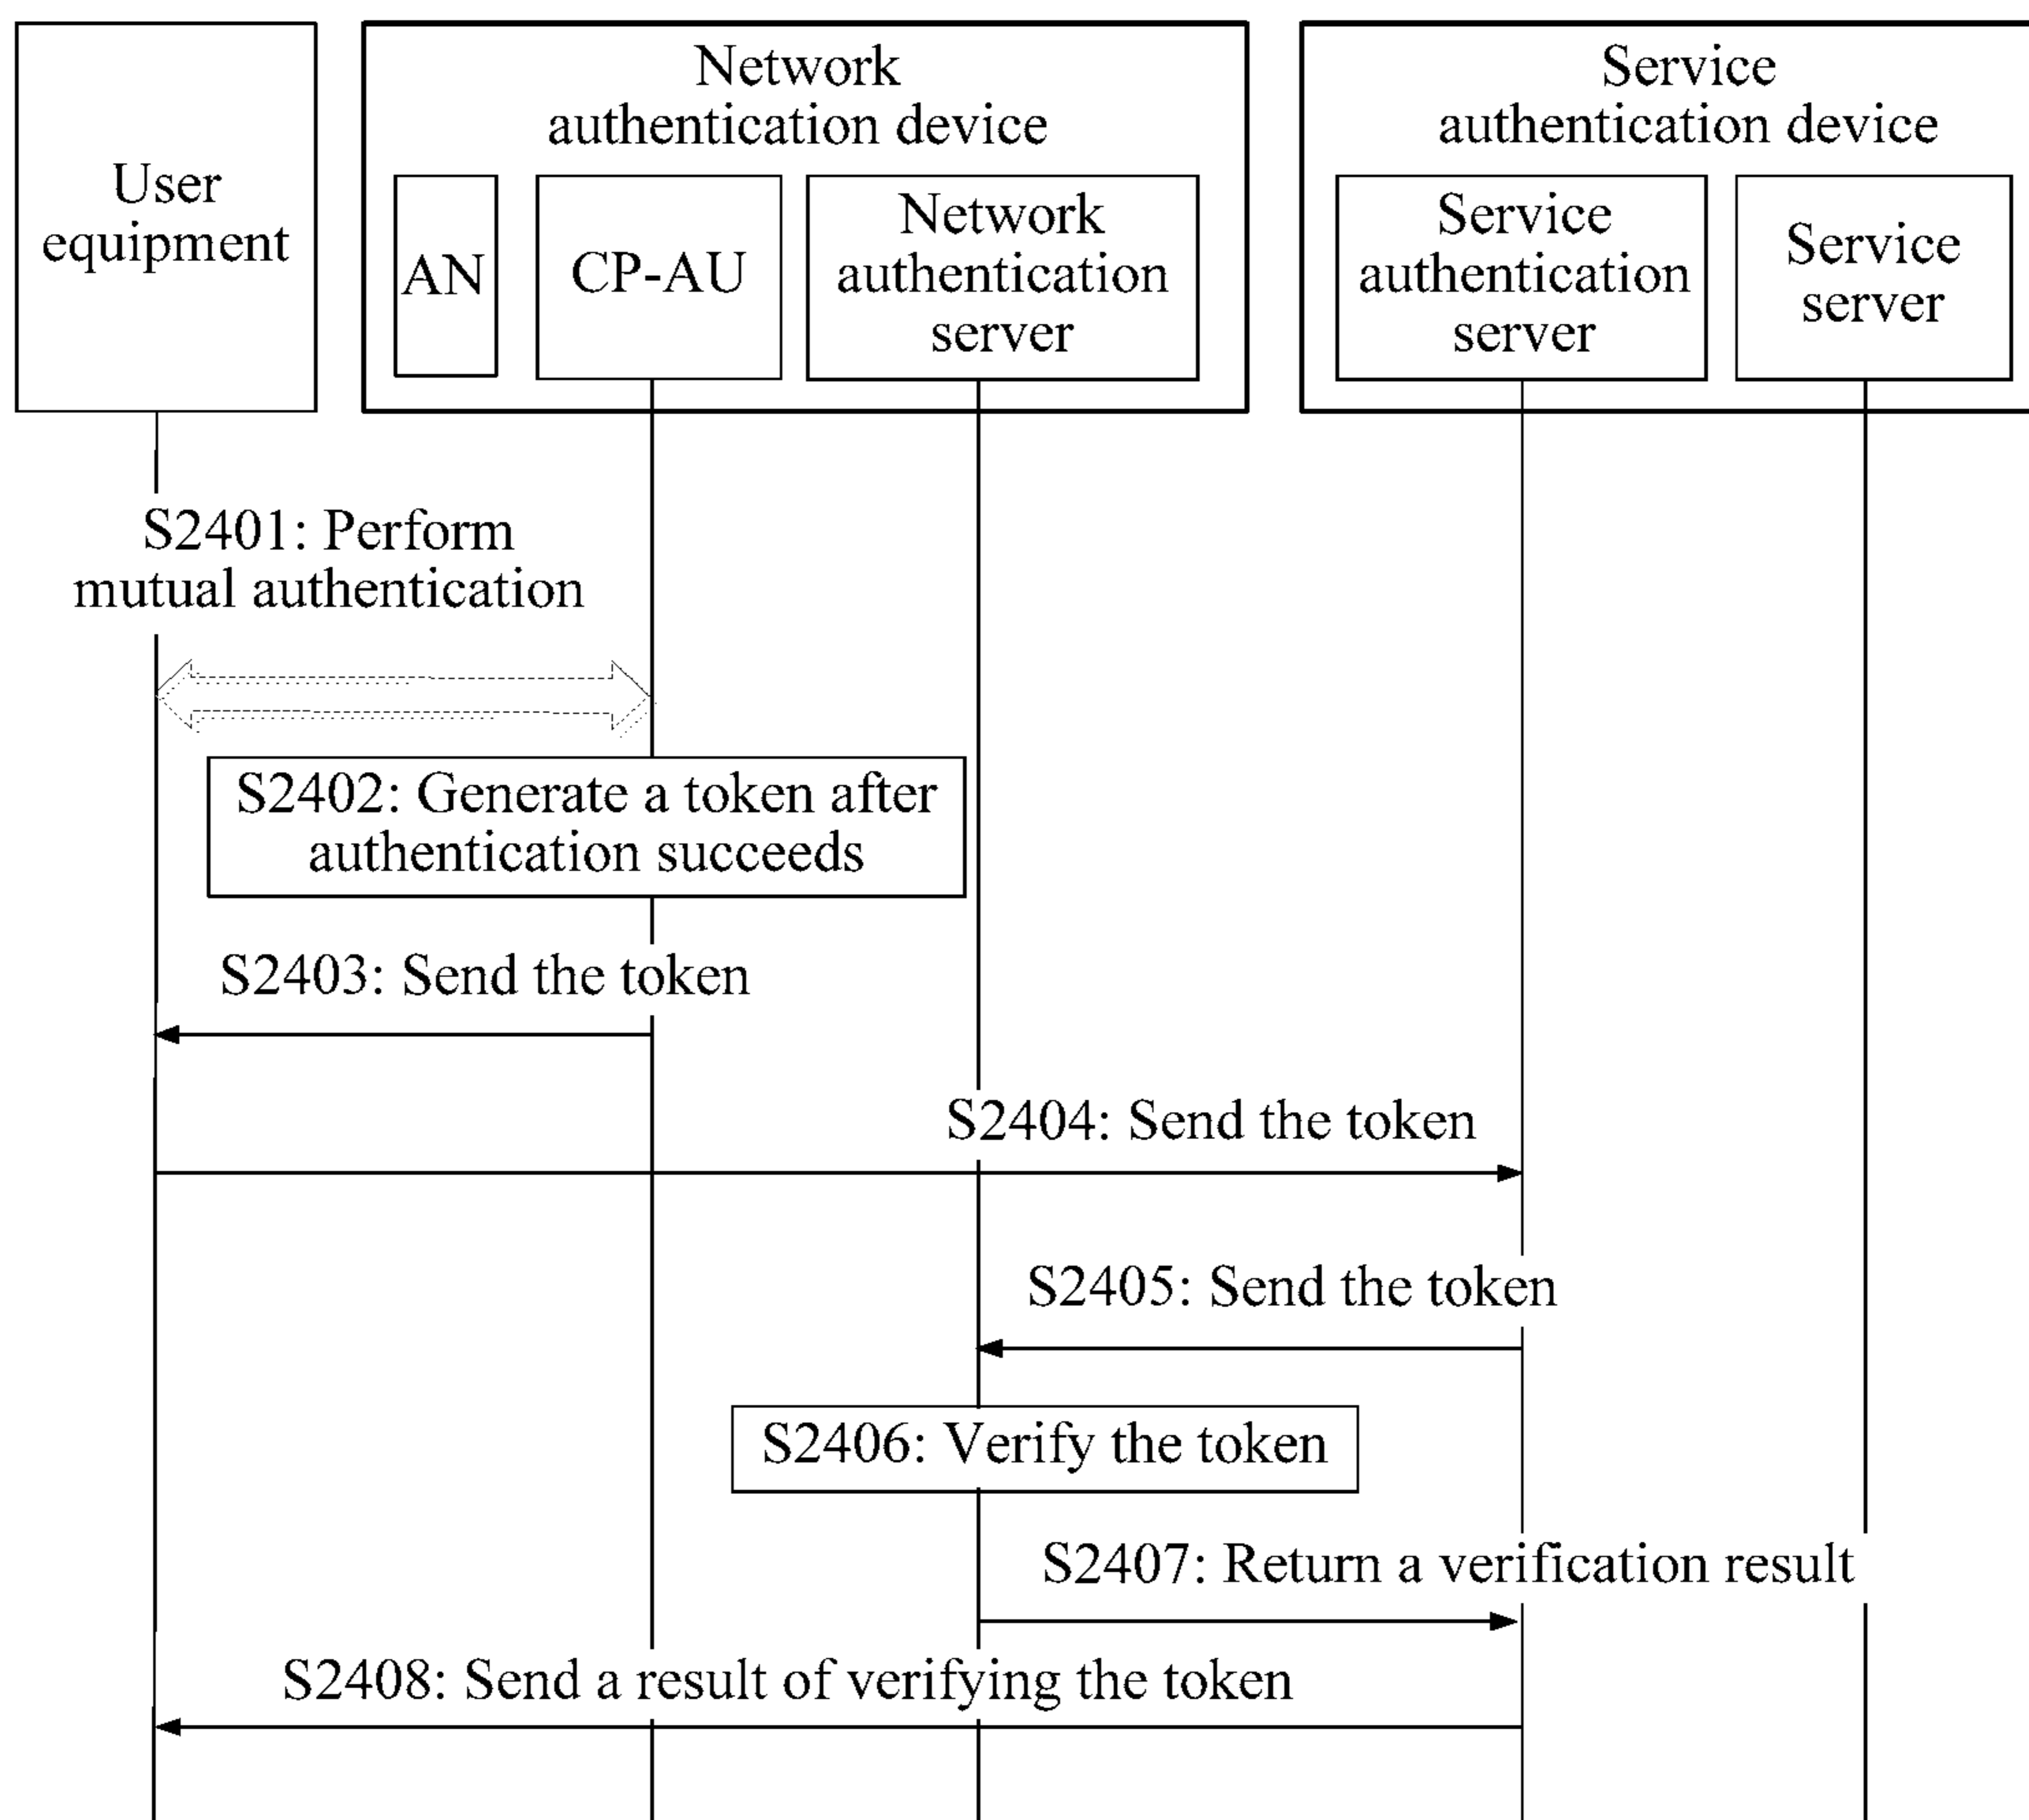 User
equipment
Network
authentication device
AN
CP-AU
Network
authentication
server
Service
authentication device
Service
authentication
server
Service
server
S2401: Perform
mutual authentication
S2402: Generate a token after
authentication succeeds
S2403: Send the token
S2404: Send the token
S2405: Send the token
S2406: Verify the token
S2407: Return a verification result
S2408: Send a result of verifying the token